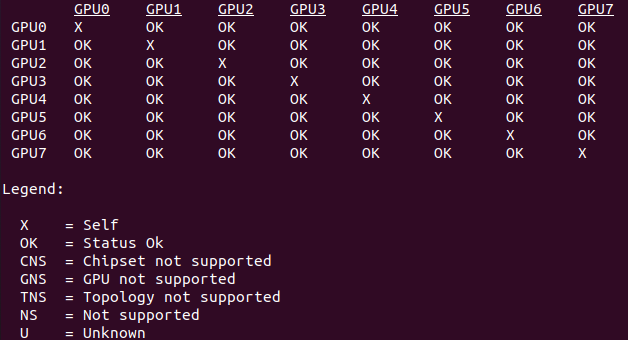 GPU0 GPU1 GPU2 GPU3 GPU4 GPU5 GPU6 GPU7
GPU0 X OK OK OK OK OK OK OK
GPU1 OK X OK OK OK OK OK OK
GPU2 OK OK X OK OK OK OK OK
GPU3 OK OK OK X OK OK OK OK
GPU4 OK OK OK OK X OK OK OK
GPU5 OK OK OK OK OK X OK OK
GPU6 OK OK OK OK OK OK X OK
GPU7 OK OK OK OK OK OK OK X
Legend:
X = Self
OK = Status Ok
CNS = Chipset not supported
GNS = GPU not supported
TNS = Topology not supported
NS = Not supported
U = Unknown